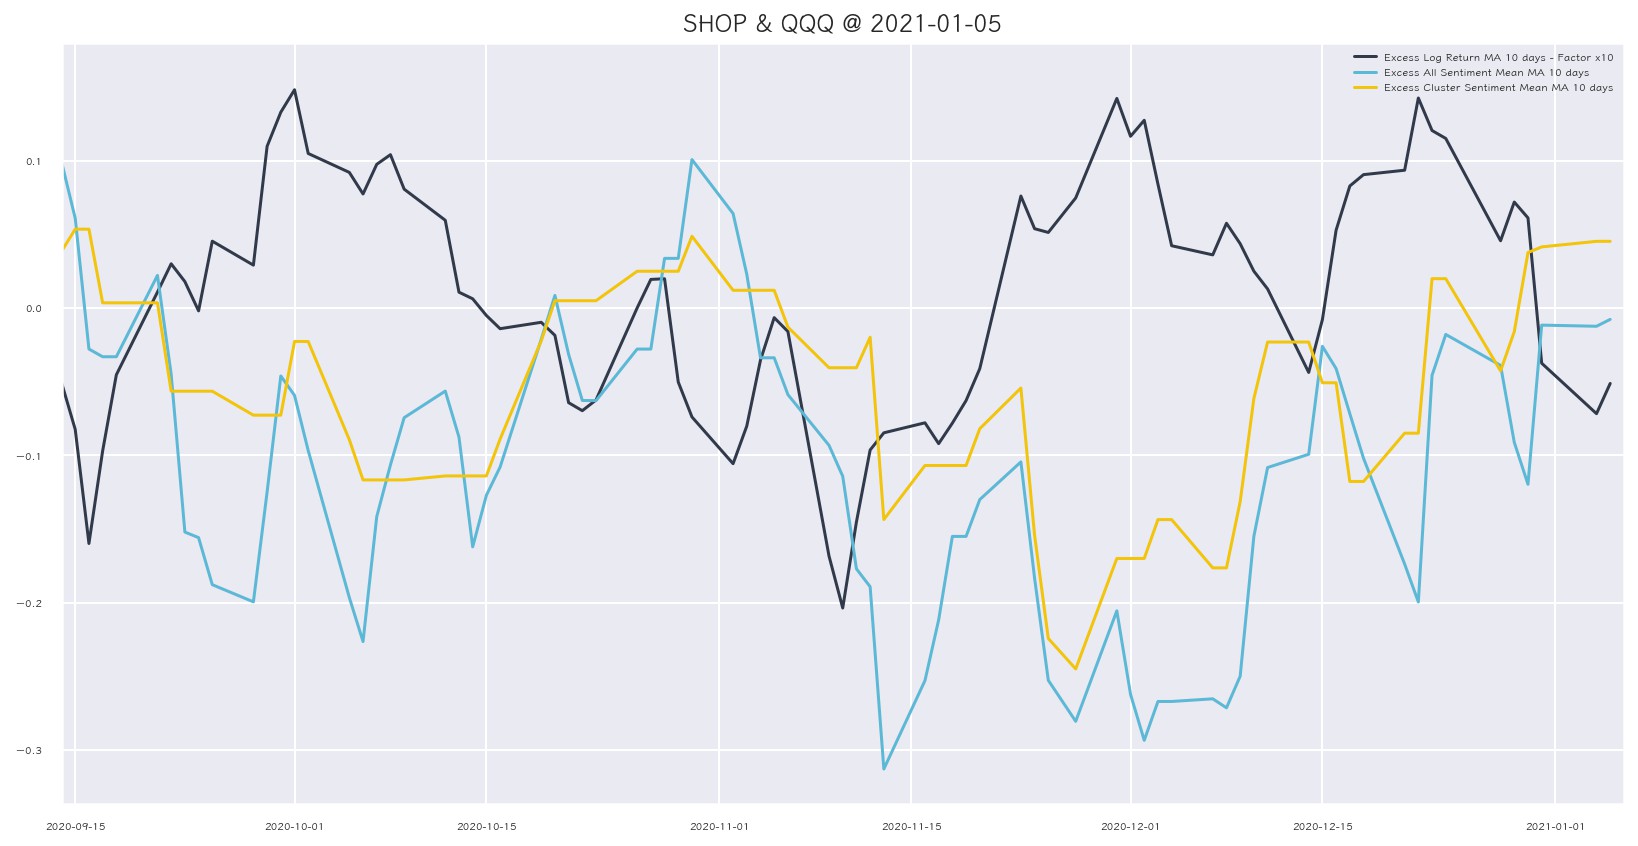 SHOP & QQQ @ 2021-01-05
Excess Log Return MA 10 days - Factor x10
Excess All Sentiment Mean MA 10 days
Excess Cluster Sentiment Mean MA 10 days
0.1
0.0
−0.1
−0.2
−0.3
2020-09-15 2020-10-01 2020-10-15 2020-11-01 2020-11-15 2020-12-01 2020-12-15 2021-01-01